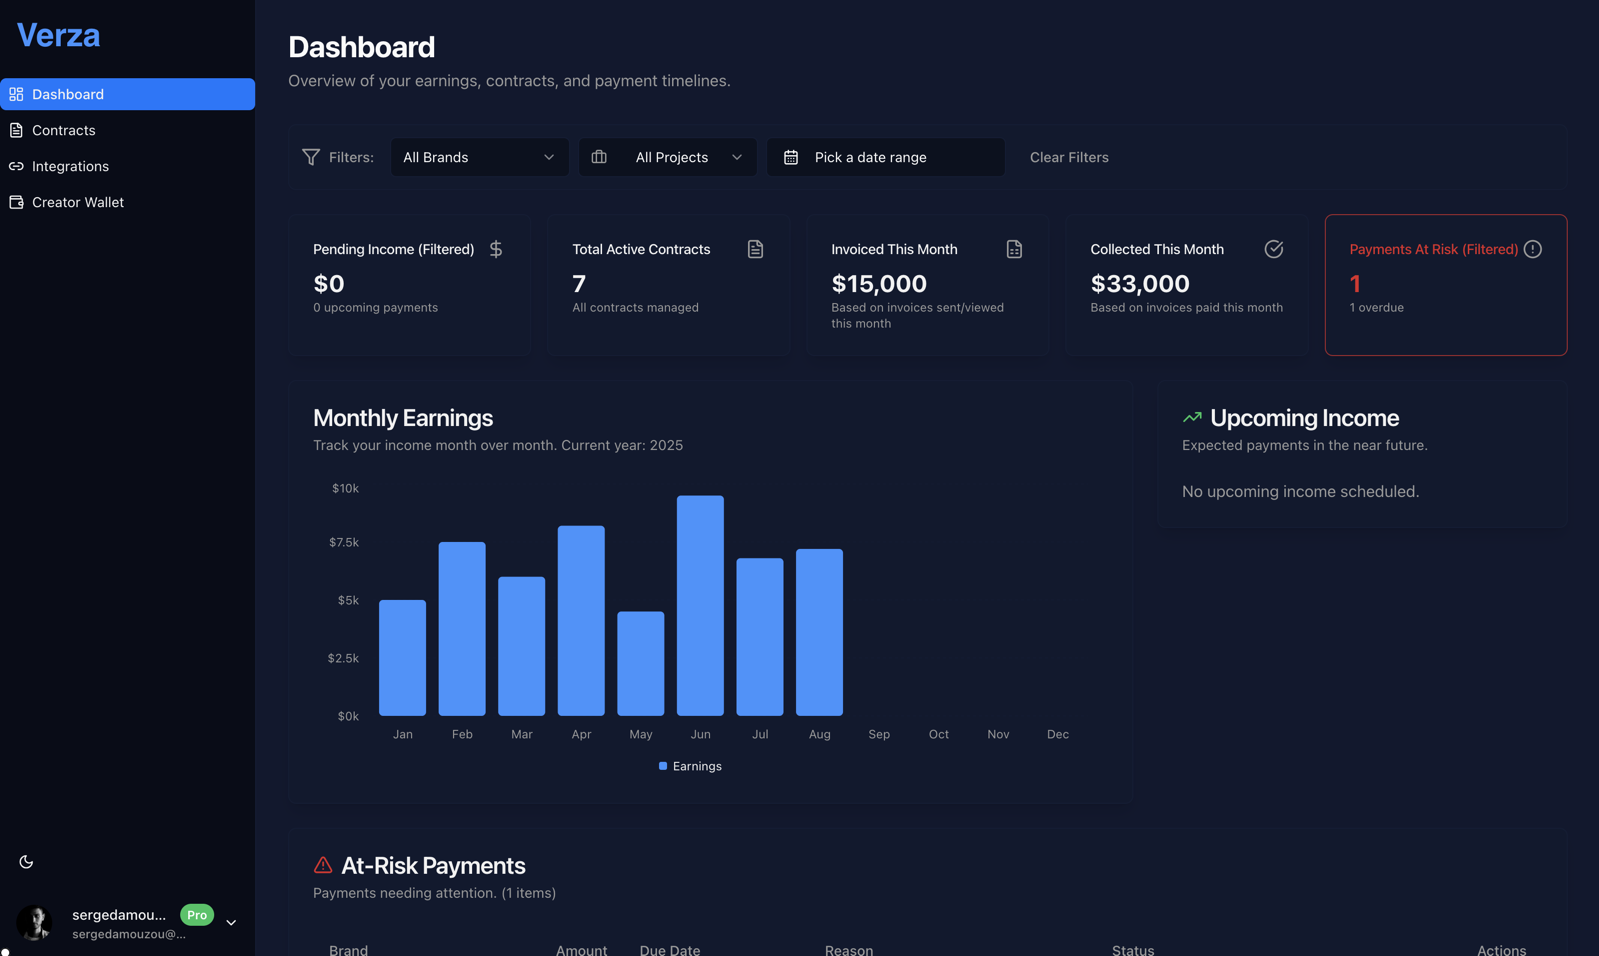 Verza
Dashboard
Contracts
Integrations
Creator Wallet
sergedamou...
Pro
sergedamouzou@...
Dashboard
Overview of your earnings, contracts, and payment timelines.
Filters:
All Brands
All Projects
Pick a date range
Clear Filters
Pending Income (Filtered)
$0
0 upcoming payments
Total Active Contracts
7
All contracts managed
Invoiced This Month
$15,000
Based on invoices sent/viewed
this month
Collected This Month
$33,000
Based on invoices paid this month
Payments At Risk (Filtered)
1
1 overdue
Monthly Earnings
Track your income month over month. Current year: 2025
$10k
$7.5k
$5k
$2.5k
$0k
Jan Feb Mar Apr May Jun Jul Aug Sep Oct Nov Dec
Earnings
Upcoming Income
Expected payments in the near future.
No upcoming income scheduled.
At-Risk Payments
Payments needing attention. (1 items)
Brand Amount Due Date Reason Status Actions